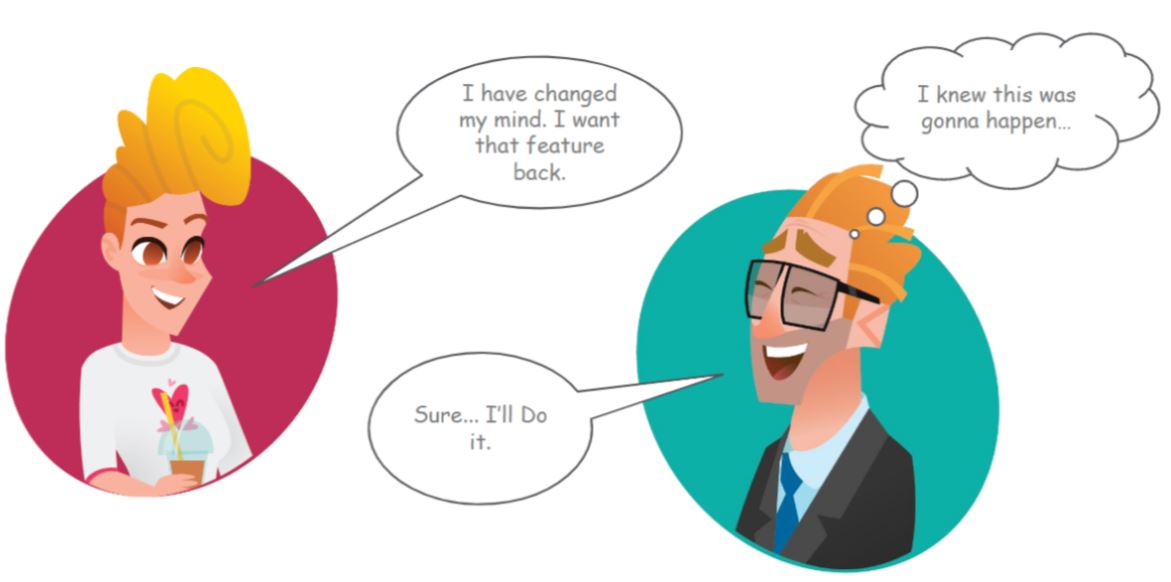 I have changed
my mind. I want
that feature
back.
I knew this was
gonna happen...
Sure... I'll Do
it.